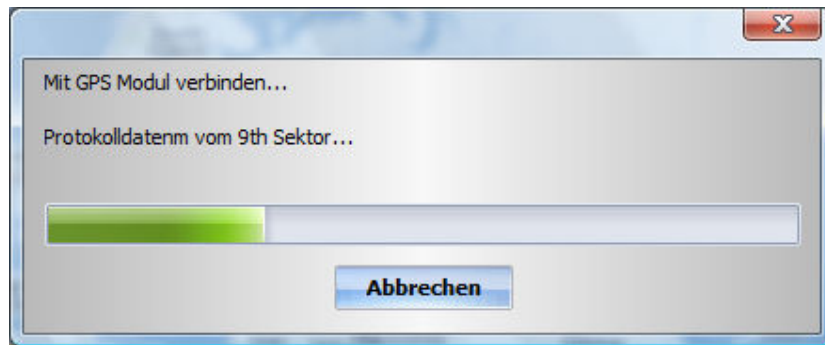 Mit GPS Modul verbinden...
Protokolldatenm vom 9th Sektor...
Abbrechen